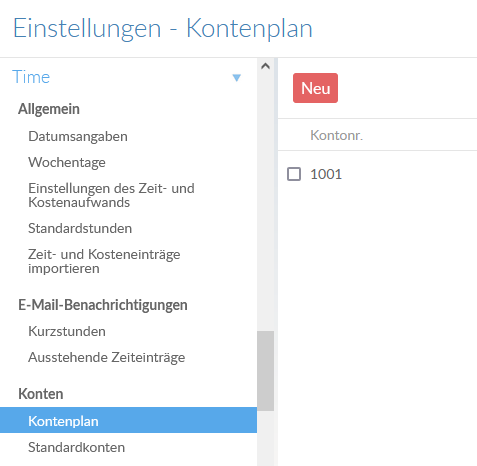 Einstellungen - Kontenplan
Time
Allgemein
Datumsangaben
Wochentage
Einstellungen des Zeit- und
Kostenaufwands
Standardstunden
Zeit- und Kosteneinträge
importieren
E-Mail-Benachrichtigungen
Kurzstunden
Ausstehende Zeiteinträge
Konten
Kontenplan
Standardkonten
Neu
Kontonr.
1001